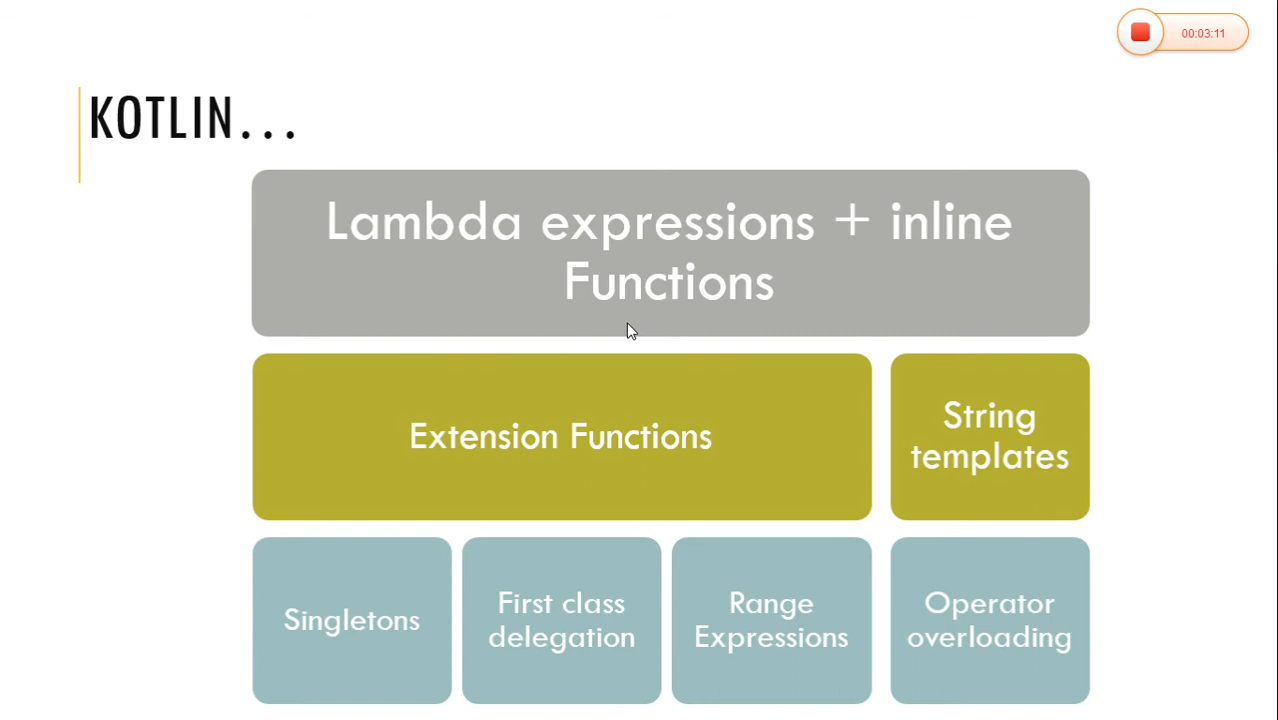 00:03:11
KOTLIN...
Lambda expressions + inline
Functions
Extension Functions
String
templates
Singletons
First class
delegation
Range
Expressions
Operator
overloading